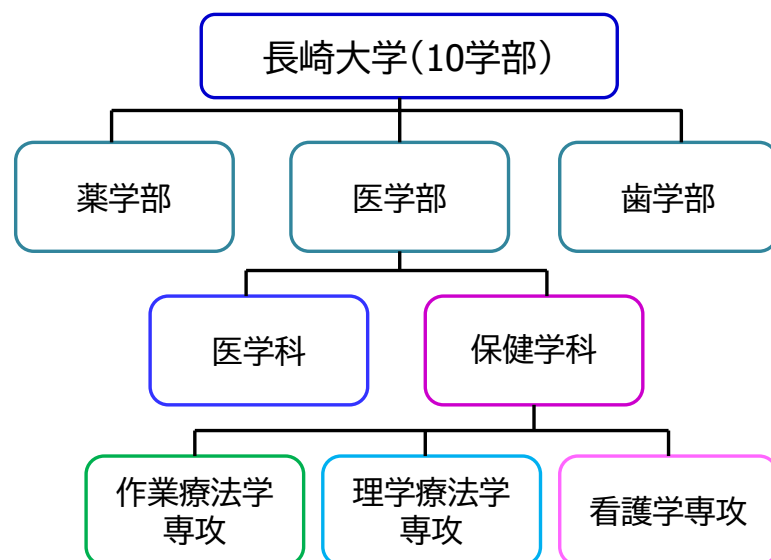 長崎大学(10学部)
薬学部
医学部
歯学部
医学科
保健学科
作業療法学
専攻
理学療法学
専攻
看護学専攻